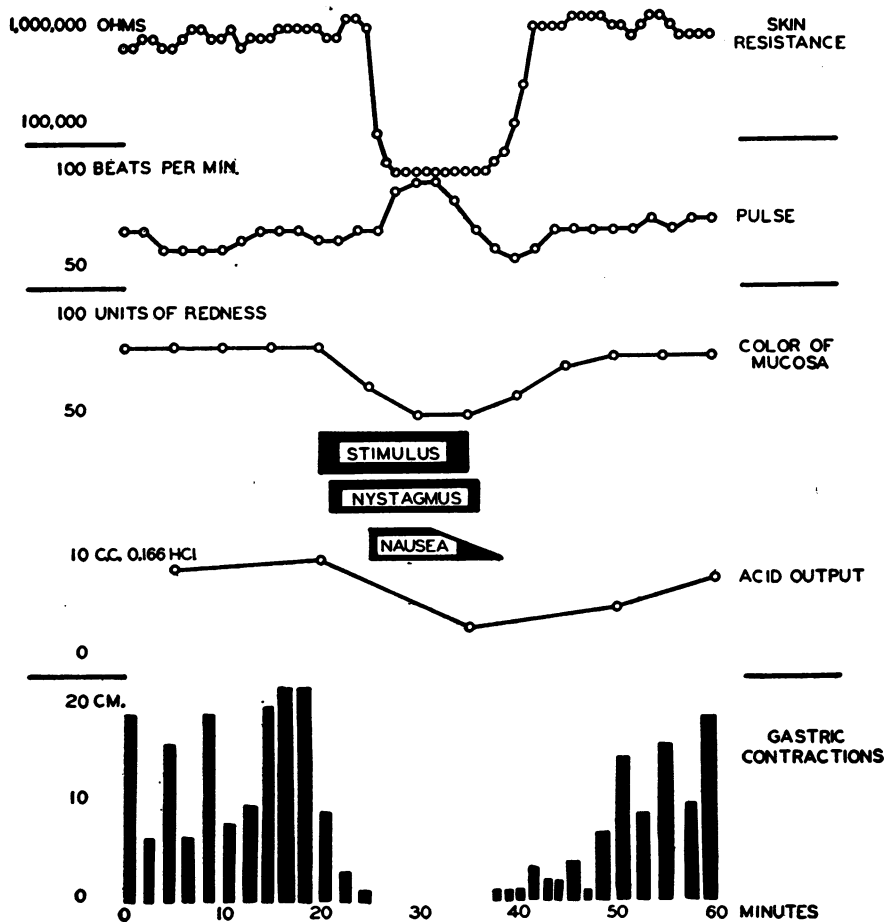 1,000,000 OHMS
SKIN
RESISTANCE
100,000
100 BEATS PER MIN.
PULSE
50
100 UNITS OF REDNESS
COLOR OF
MUCOSA
50
STIMULUS
NYSTAGMUS
NAUSEA
10 C.C. 0.166 HCl
ACID OUTPUT
0
20 CM.
GASTRIC
CONTRACTIONS
10
0
0 10 20 30 40 50 60 MINUTES